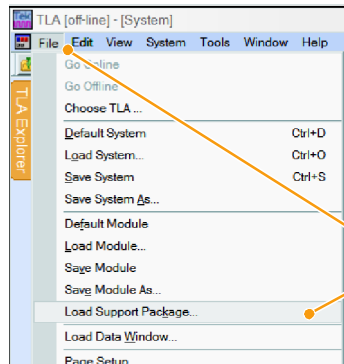 TLA [off-line] - [System]
File Edit View System Tools Window Help
Go Online
Go Offline
Choose TLA ...
Default System Ctrl+D
Load System... Ctrl+O
Save System Ctrl+S
Save System As...
Default Module
Load Module...
Save Module
Save Module As...
Load Support Package...
Load Data Window...
Page Setup
TLA Explorer